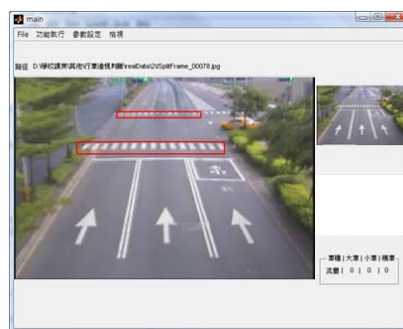 main
File 功能執行 參數設定 檢視
路徑 D:\學校課業\其他\行車違規判斷\realData\2\SplitFrame_00078.jpg
車種 | 大車 | 小車 | 機車
流量 | 0 | 0 | 0